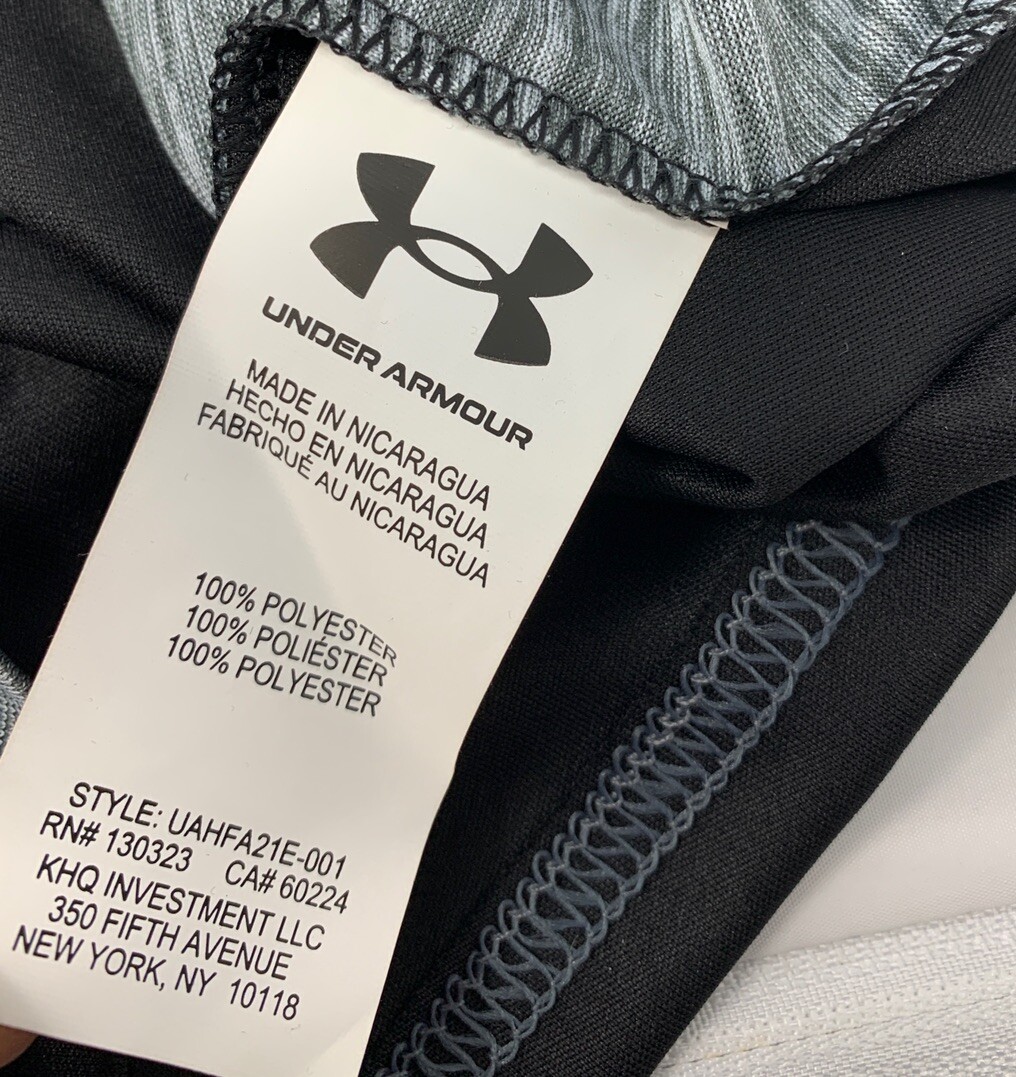 UNDER ARMOUR
MADE IN NICARAGUA
HECHO EN NICARAGUA
FABRIQUÉ AU NICARAGUA
100% POLYESTER
100% POLIÉSTER
100% POLYESTER
STYLE: UAHFA21E-001
RN# 130323 CA# 60224
KHQ INVESTMENT LLC
350 FIFTH AVENUE
NEW YORK, NY 10118